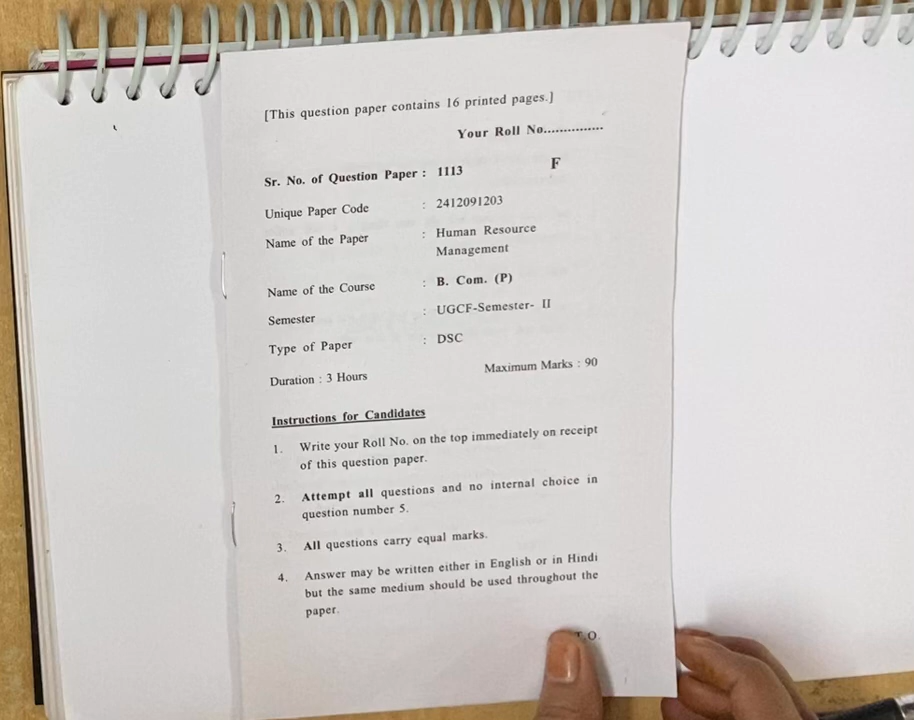 [This question paper contains 16 printed pages.]
Your Roll No...............
Sr. No. of Question Paper : 1113 F
Unique Paper Code : 2412091203
Name of the Paper : Human Resource
Management
Name of the Course : B. Com. (P)
Semester : UGCF-Semester- II
Type of Paper : DSC
Duration : 3 Hours Maximum Marks : 90
Instructions for Candidates
1. Write your Roll No. on the top immediately on receipt
of this question paper.
2. Attempt all questions and no internal choice in
question number 5.
3. All questions carry equal marks.
4. Answer may be written either in English or in Hindi
but the same medium should be used throughout the
paper.
T.O.